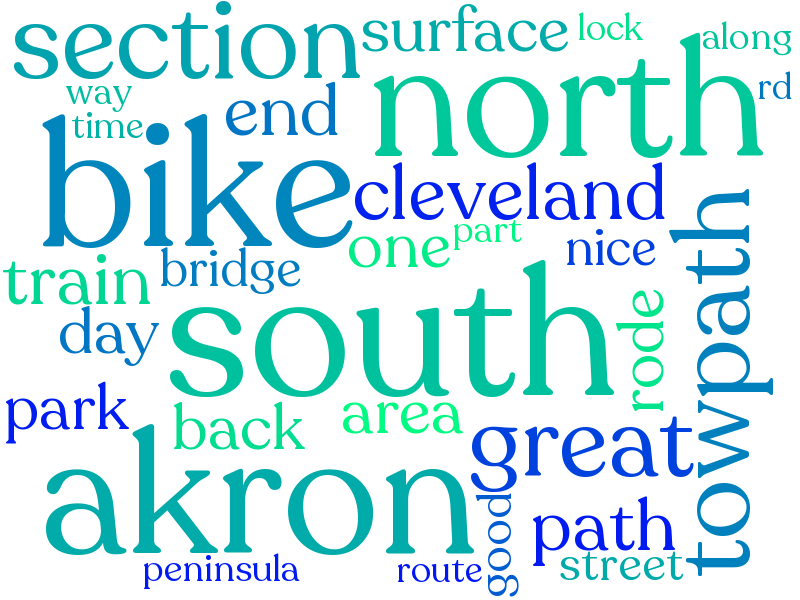 section
surface
lock
along
way
time
end
north
rd
bike
cleveland
one
part
nice
train
bridge
day
south
rode
towpath
park
back
area
great
akron
good
path
street
peninsula
route